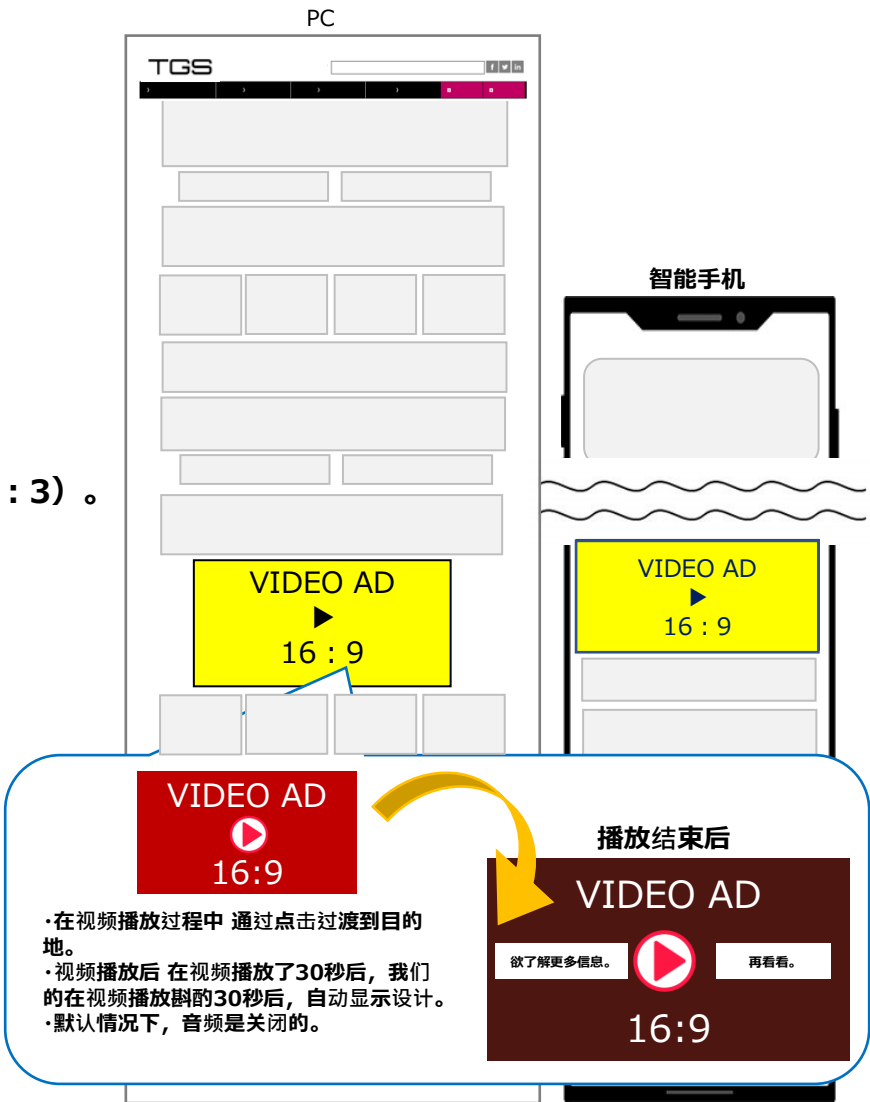 PC
TGS
f in
智能手机
：3）。
VIDEO AD
16：9
VIDEO AD
16：9
VIDEO AD
16:9
播放结束后
VIDEO AD
欲了解更多信息。
再看看。
16:9
·在视频播放过程中 通过点击过渡到目的
地。
·视频播放后 在视频播放了30秒后，我们
的在视频播放斟酌30秒后，自动显示设计。
·默认情况下，音频是关闭的。